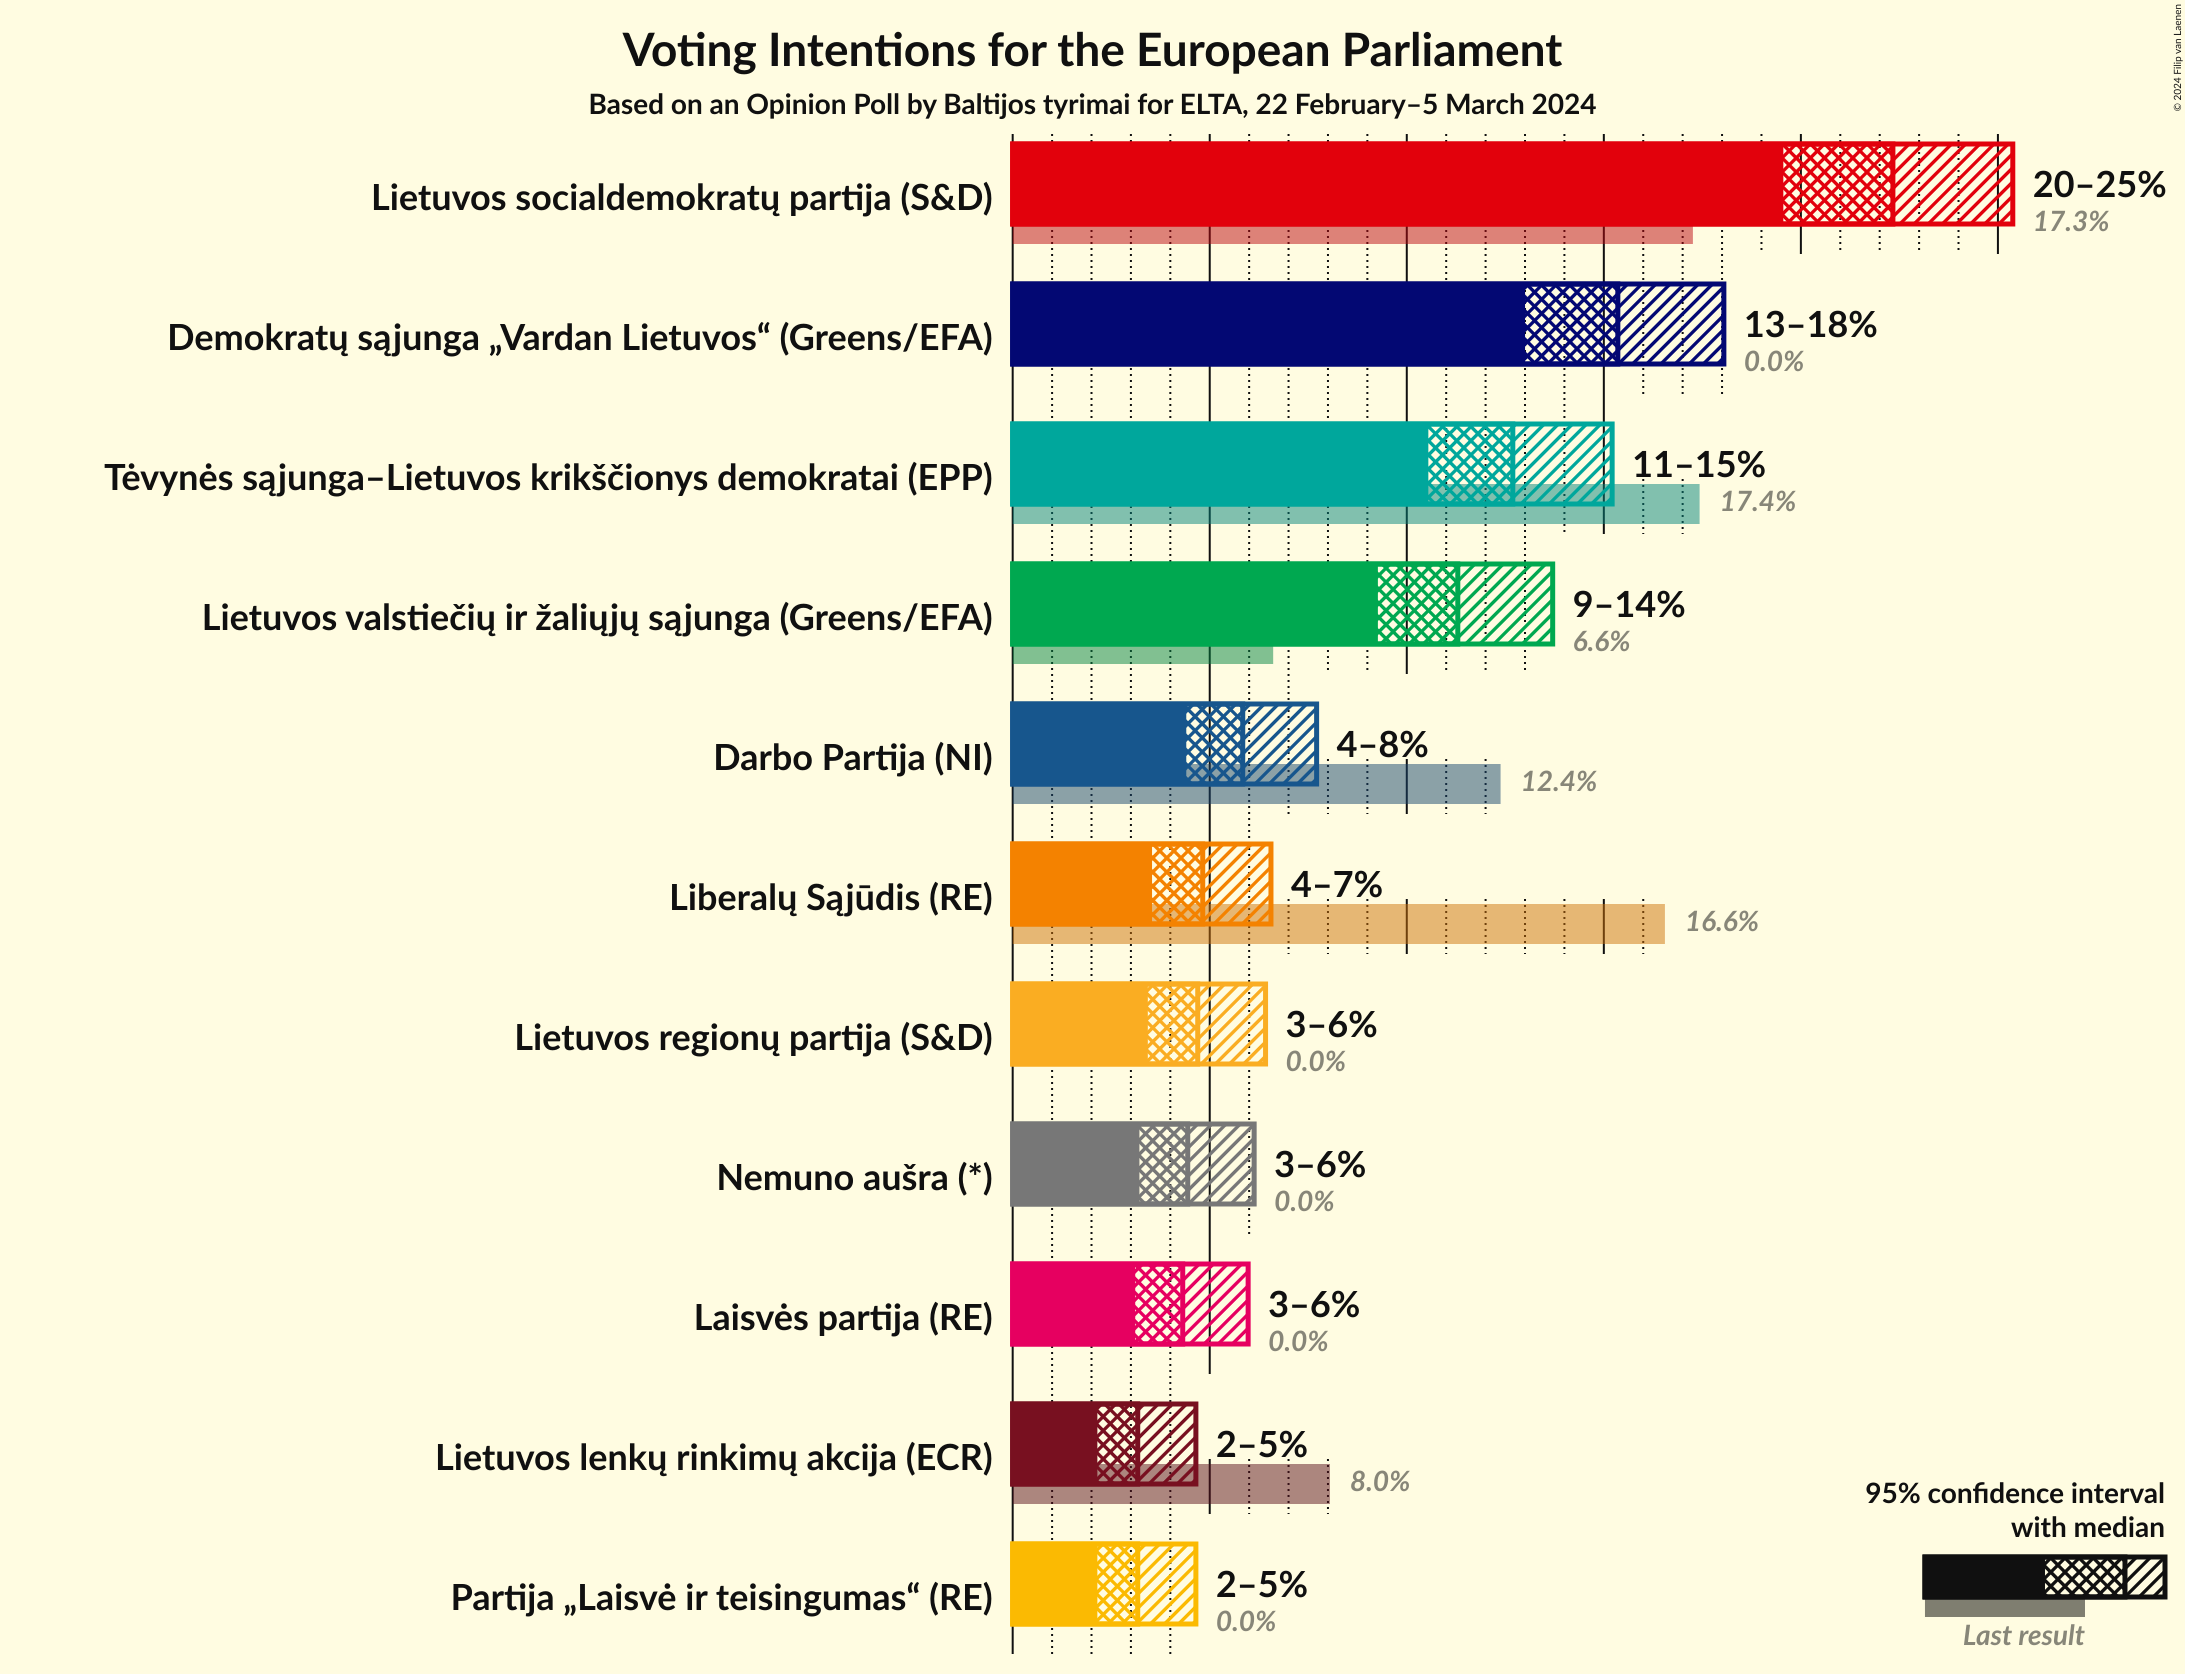 Voting Intentions for the European Parliament
Based on an Opinion Poll by Baltijos tyrimai for ELTA, 22 February–5 March 2024
© 2024 Filip van Laenen
Lietuvos socialdemokratų partija (S&D)
20–25%
17.3%
Demokratų sąjunga „Vardan Lietuvos“ (Greens/EFA)
13–18%
0.0%
Tėvynės sąjunga–Lietuvos krikščionys demokratai (EPP)
11–15%
17.4%
Lietuvos valstiečių ir žaliųjų sąjunga (Greens/EFA)
9–14%
6.6%
Darbo Partija (NI)
4–8%
12.4%
Liberalų Sąjūdis (RE)
4–7%
16.6%
Lietuvos regionų partija (S&D)
3–6%
0.0%
Nemuno aušra (*)
3–6%
0.0%
Laisvės partija (RE)
3–6%
0.0%
Lietuvos lenkų rinkimų akcija (ECR)
2–5%
8.0%
Partija „Laisvė ir teisingumas“ (RE)
2–5%
0.0%
95% confidence interval
with median
Last result